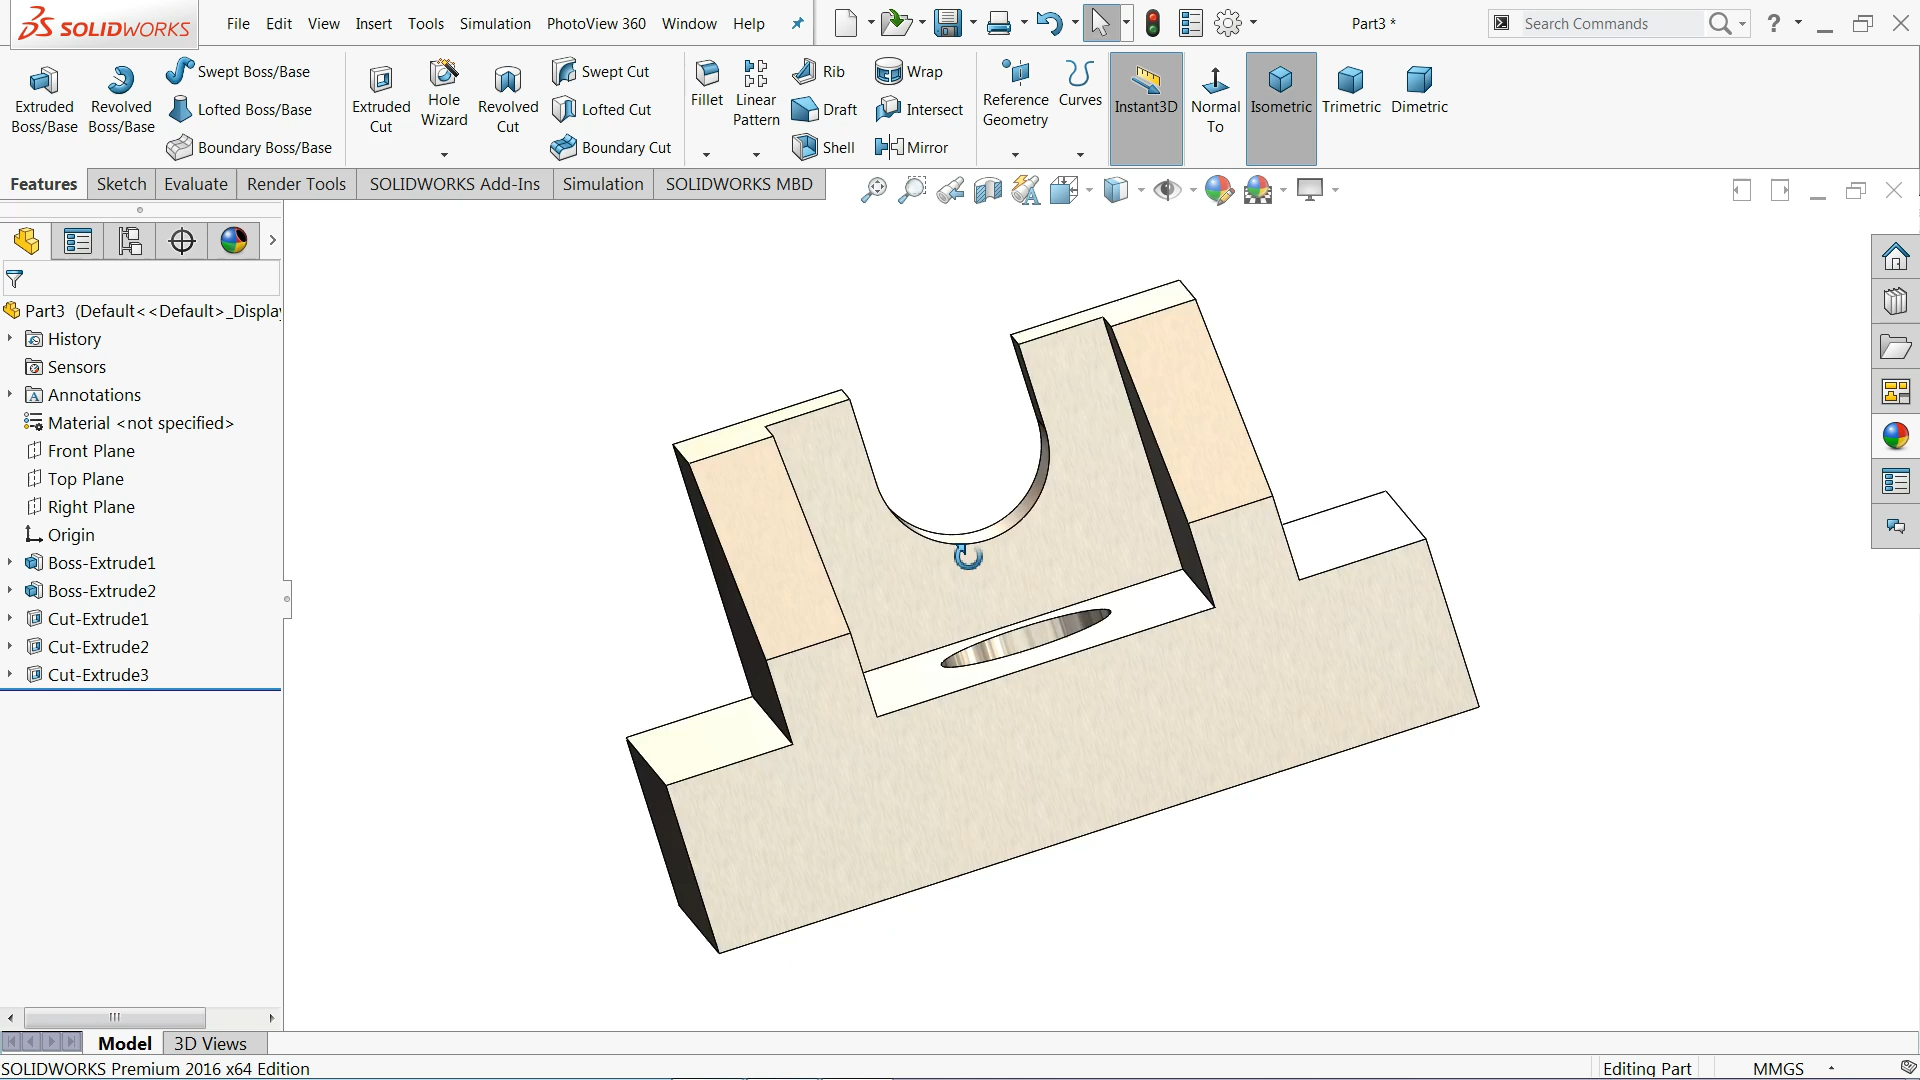 SOLIDWORKS File Edit View Insert Tools Simulation PhotoView 360 Window Help Part3 * Search Commands ?
Extruded Boss/Base
Revolved Boss/Base
Swept Boss/Base
Lofted Boss/Base
Boundary Boss/Base
Extruded Cut
Hole Wizard
Revolved Cut
Swept Cut
Lofted Cut
Boundary Cut
Fillet
Linear Pattern
Rib
Draft
Shell
Wrap
Intersect
Mirror
Reference Geometry
Curves
Instant3D
Normal To
Isometric
Trimetric
Dimetric
Features Sketch Evaluate Render Tools SOLIDWORKS Add-Ins Simulation SOLIDWORKS MBD
Part3 (Default<<Default>_Displa
History
Sensors
Annotations
Material <not specified>
Front Plane
Top Plane
Right Plane
Origin
Boss-Extrude1
Boss-Extrude2
Cut-Extrude1
Cut-Extrude2
Cut-Extrude3
Model 3D Views
SOLIDWORKS Premium 2016 x64 Edition Editing Part MMGS